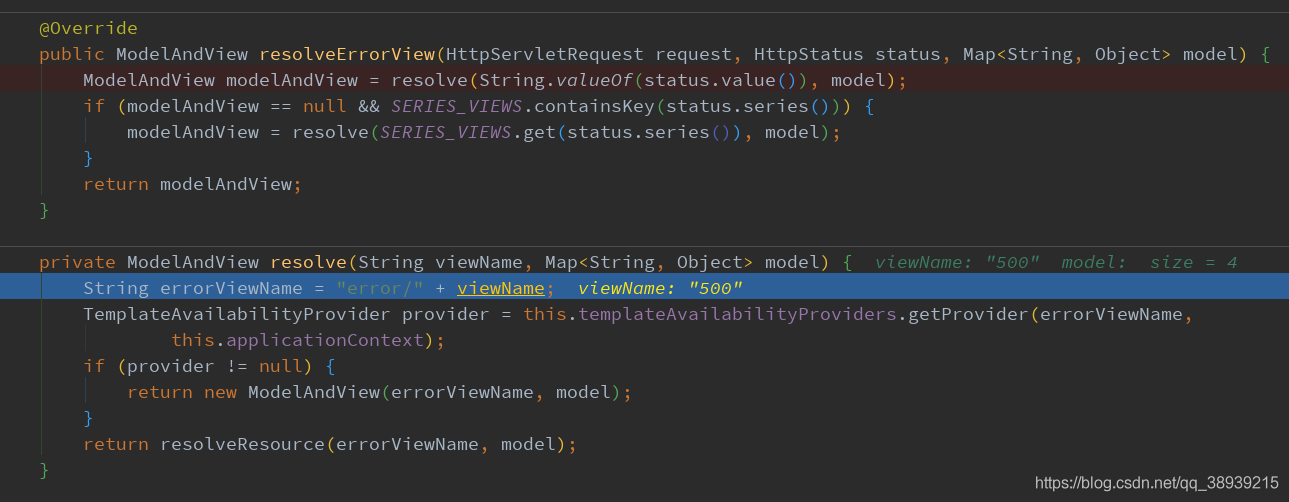 @Override
public ModelAndView resolveErrorView(HttpServletRequest request, HttpStatus status, Map<String, Object> model) {
    ModelAndView modelAndView = resolve(String.valueOf(status.value()), model);
    if (modelAndView == null && SERIES_VIEWS.containsKey(status.series())) {
        modelAndView = resolve(SERIES_VIEWS.get(status.series()), model);
    }
    return modelAndView;
}
private ModelAndView resolve(String viewName, Map<String, Object> model) {  viewName: "500"  model:  size = 4
    String errorViewName = "error/" + viewName;  viewName: "500"
    TemplateAvailabilityProvider provider = this.templateAvailabilityProviders.getProvider(errorViewName,
            this.applicationContext);
    if (provider != null) {
        return new ModelAndView(errorViewName, model);
    }
    return resolveResource(errorViewName, model);
}
https://blog.csdn.net/qq_38939215